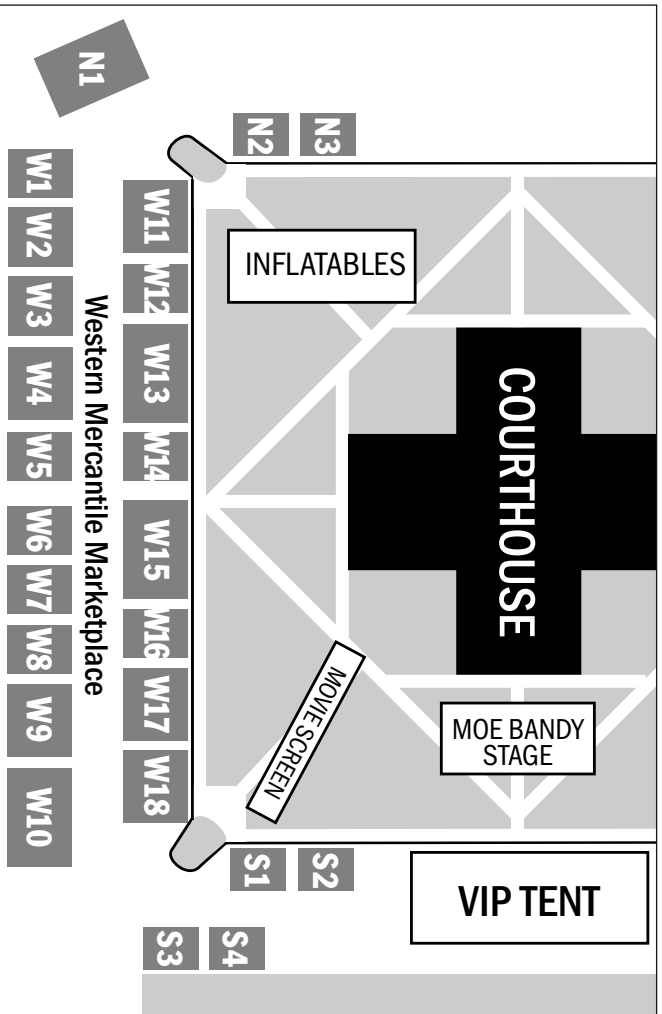 N1
N2
N3
W1
W2
W3
W4
W5
W6
W7
W8
W9
W10
Western Mercantile Marketplace
W11
W12
W13
W14
W15
W16
W17
W18
INFLATABLES
COURTHOUSE
MOVIE SCREEN
MOE BANDY
STAGE
S1
S2
VIP TENT
S3
S4